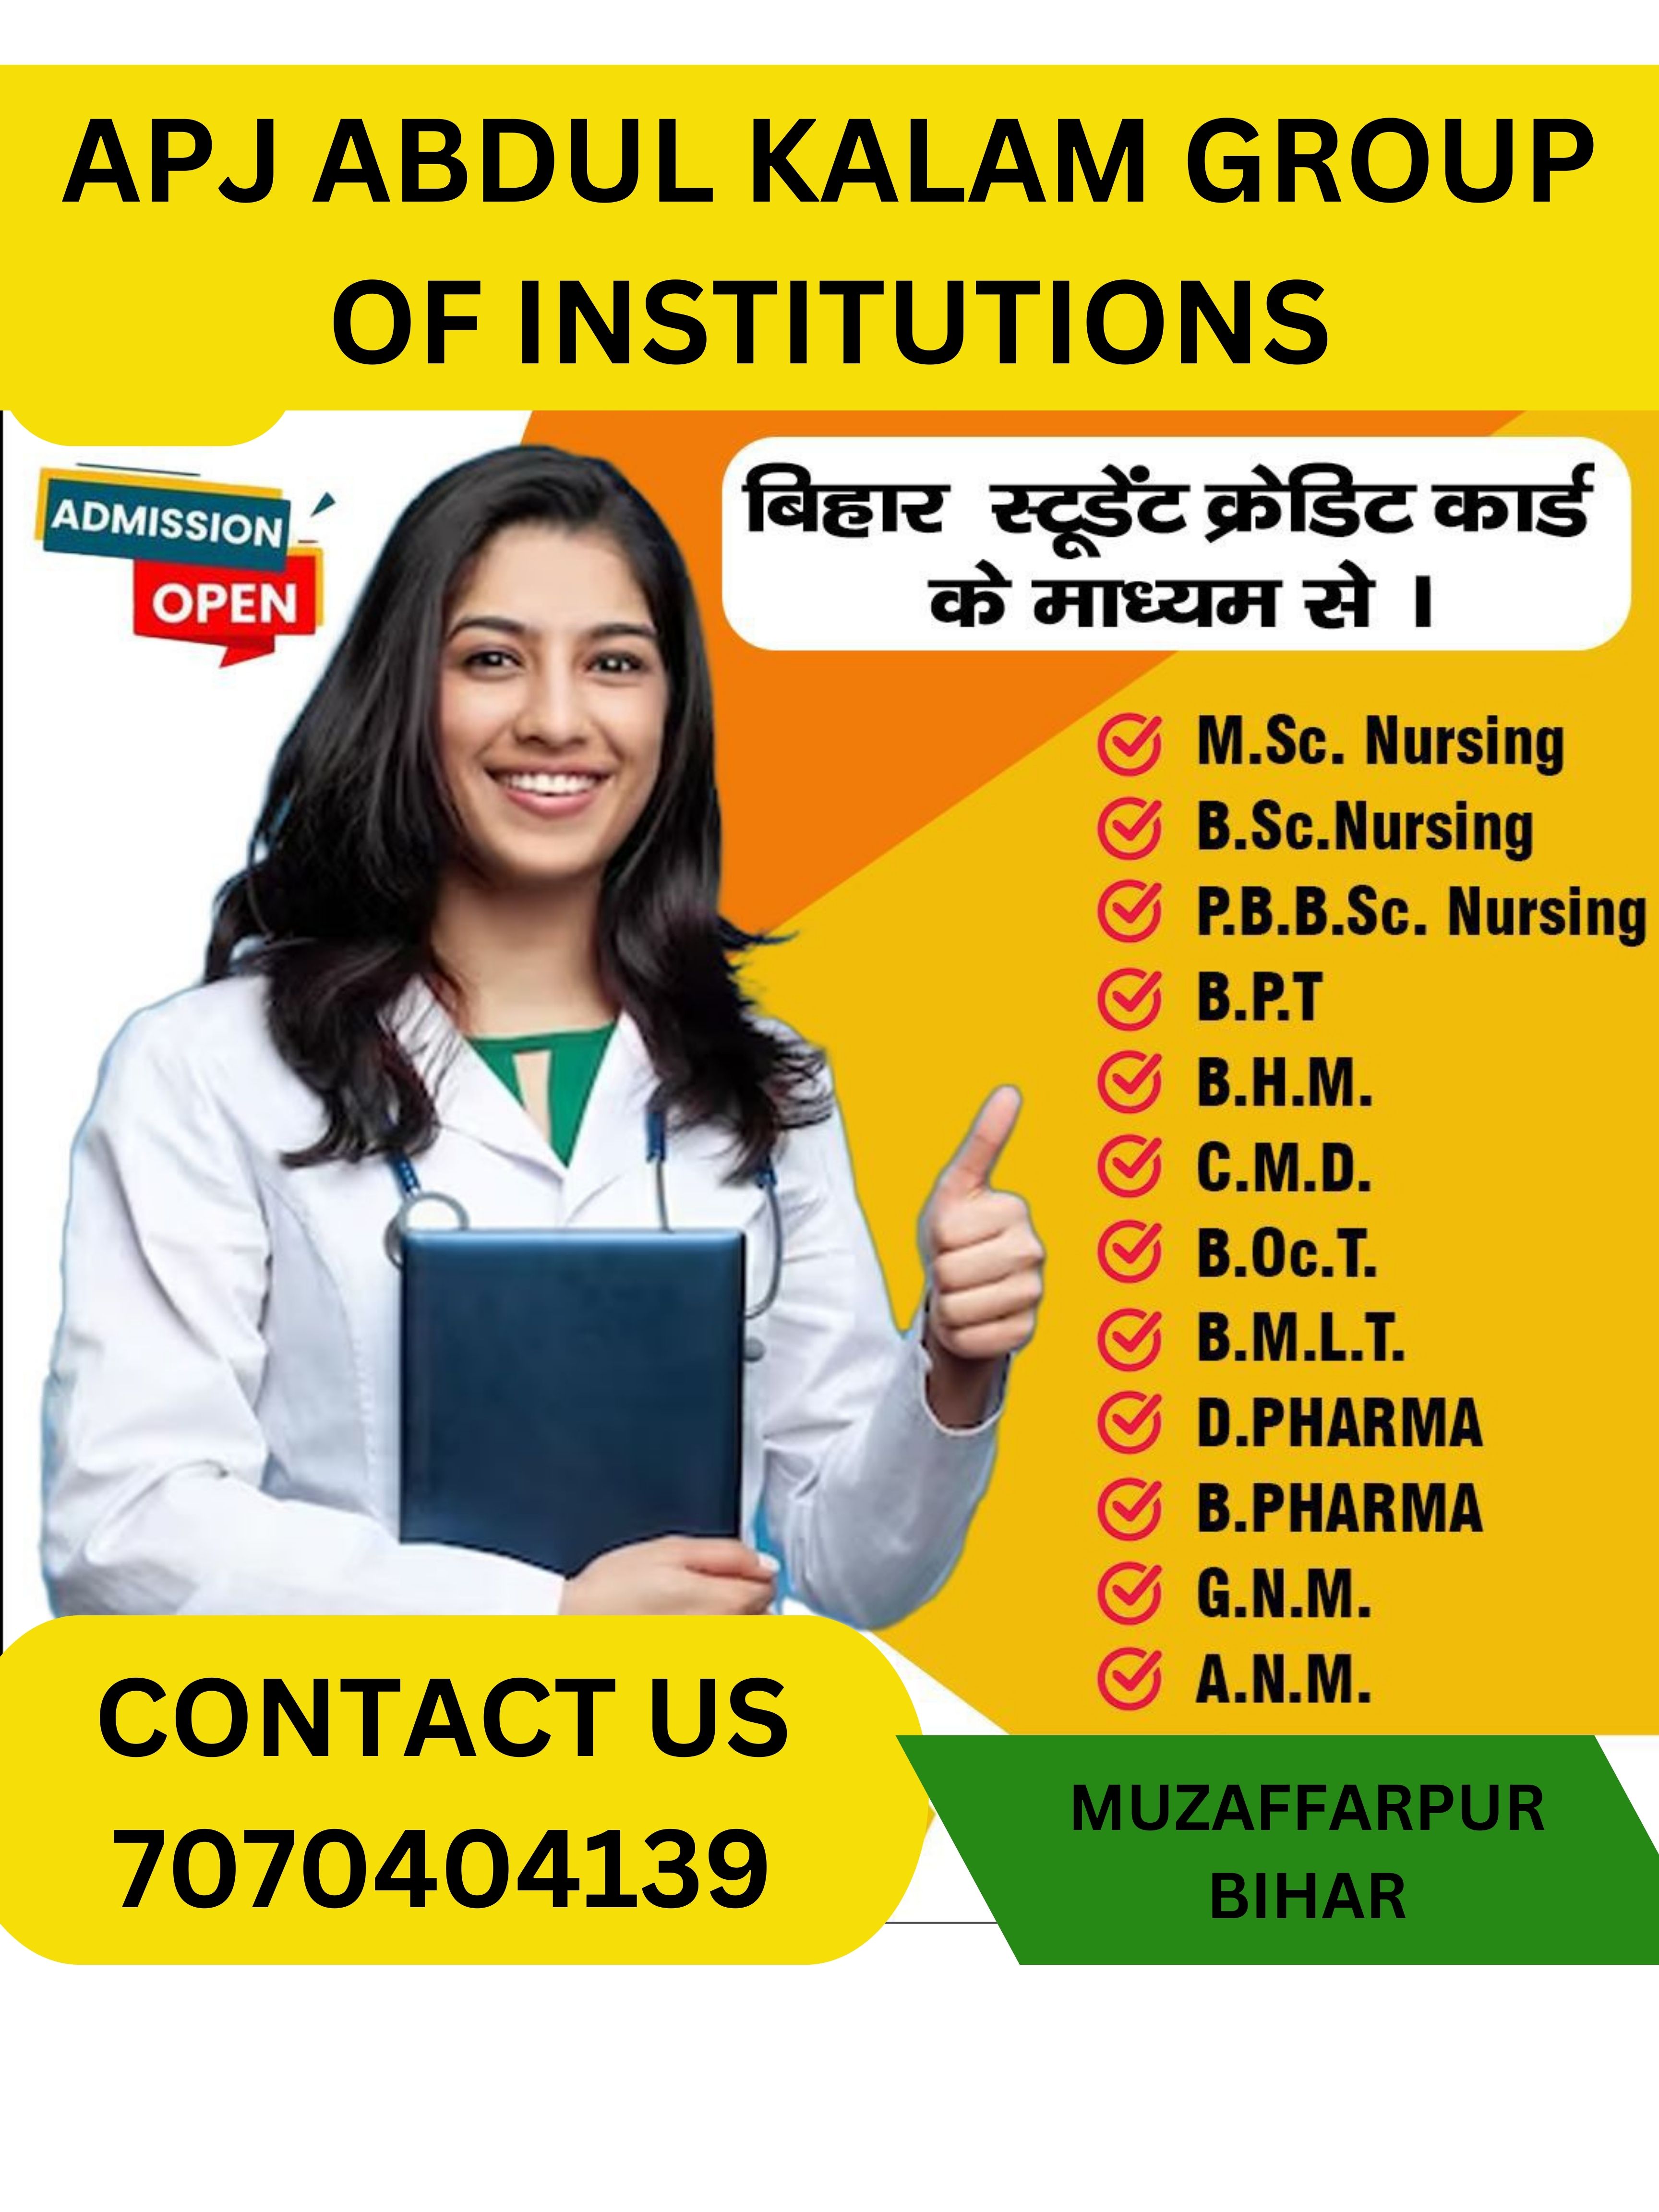 APJ ABDUL KALAM GROUP
OF INSTITUTIONS
ADMISSION
OPEN
बिहार स्टूडेंट क्रेडिट कार्ड
के माध्यम से ।
M.Sc. Nursing
B.Sc.Nursing
P.B.B.Sc. Nursing
B.P.T
B.H.M.
C.M.D.
B.Oc.T.
B.M.L.T.
D.PHARMA
B.PHARMA
G.N.M.
A.N.M.
CONTACT US
7070404139
MUZAFFARPUR
BIHAR